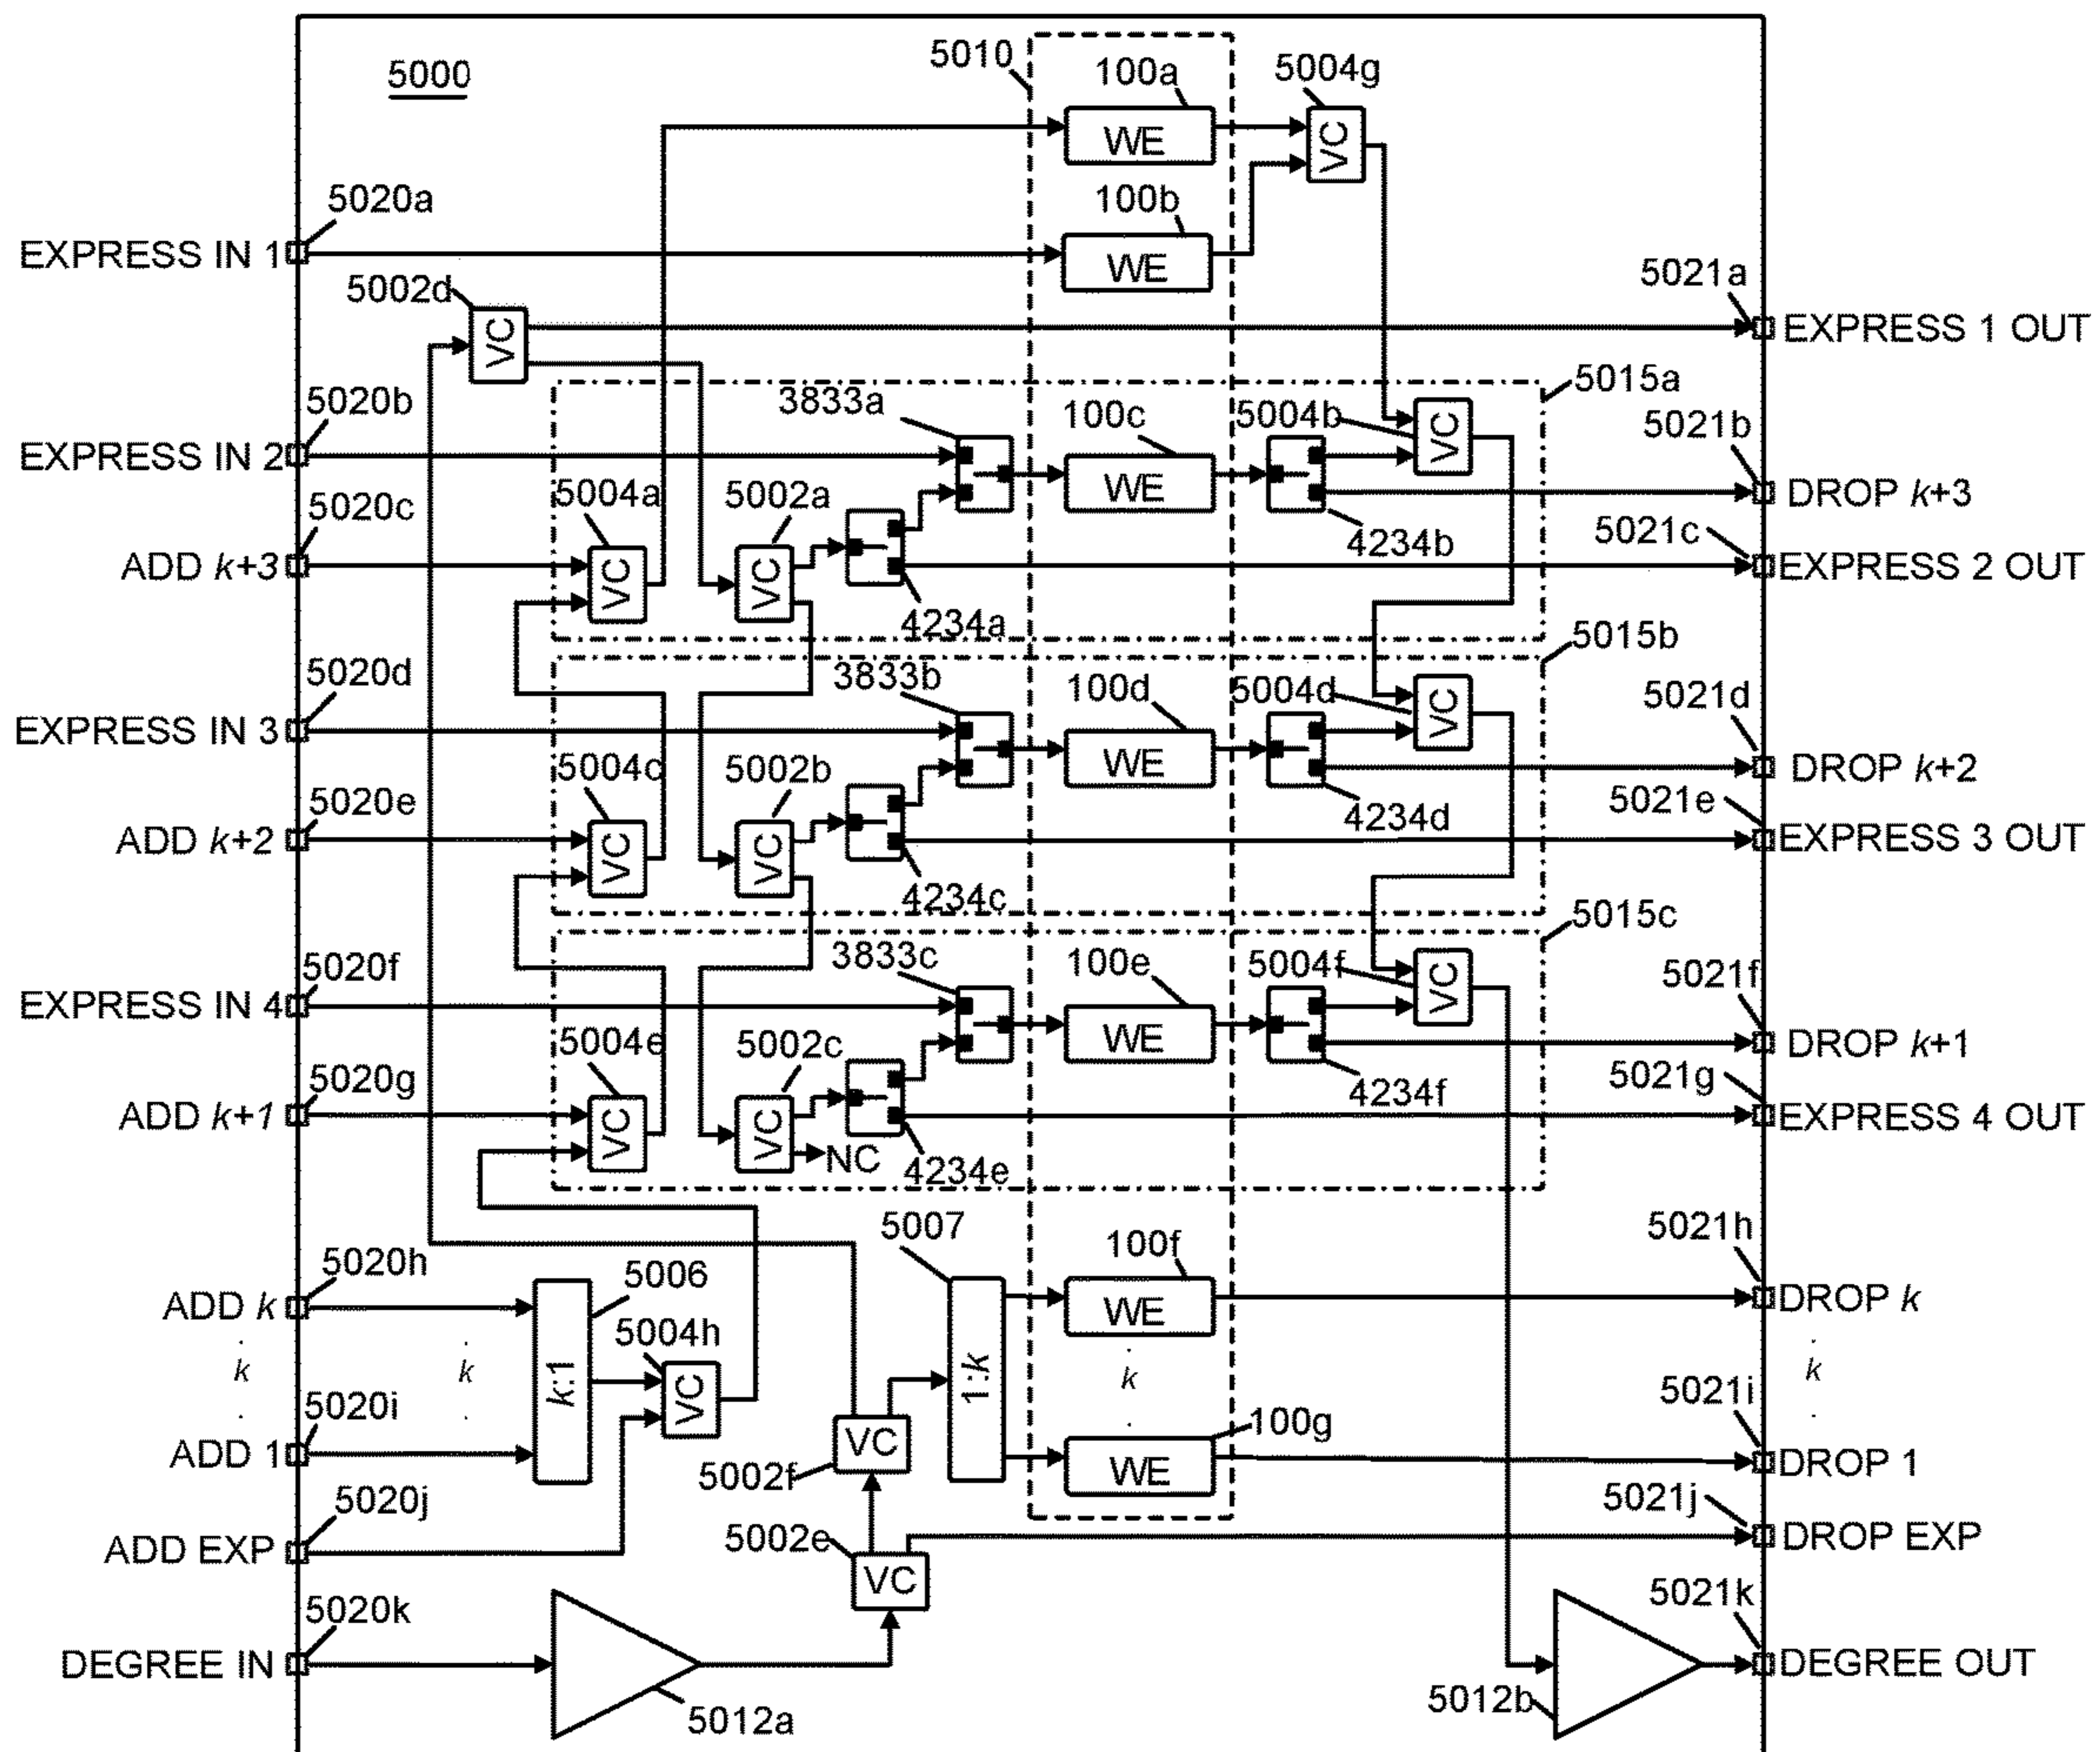 5000
5010
100a
5004g
WE
VC
100b
5020a
EXPRESS IN 1
WE
5002d
VC
5021a
EXPRESS 1 OUT
5015a
5020b
EXPRESS IN 2
3833a
100c
WE
5004b
VC
5021b
DROP k+3
5020c
ADD k+3
5004a
VC
5002a
VC
4234a
4234b
5021c
EXPRESS 2 OUT
5015b
5020d
EXPRESS IN 3
3833b
100d
WE
5004d
VC
5021d
DROP k+2
5020e
ADD k+2
5004c
VC
5002b
VC
4234c
4234d
5021e
EXPRESS 3 OUT
5015c
5020f
EXPRESS IN 4
3833c
100e
WE
5004f
VC
5021f
DROP k+1
5020g
ADD k+1
5004e
VC
5002c
VC
NC
4234e
4234f
5021g
EXPRESS 4 OUT
5020h
ADD k
5006
k:1
5007
1:k
100f
WE
5021h
DROP k
. k .
. k .
. k .
. k .
5004h
VC
5020i
ADD 1
5002f
VC
100g
WE
5021i
DROP 1
5020j
ADD EXP
5002e
VC
5021j
DROP EXP
5020k
DEGREE IN
5012a
5012b
5021k
DEGREE OUT